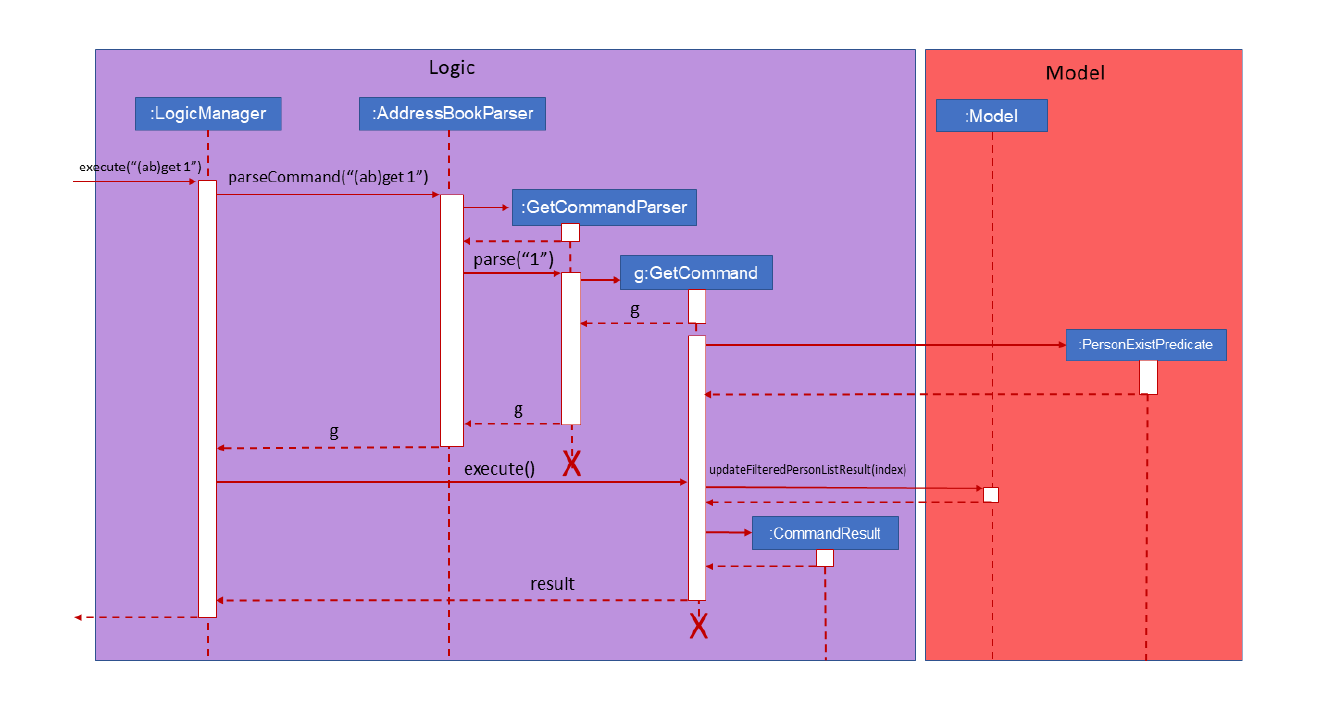 Logic
Model
:LogicManager
:AddressBookParser
:Model
execute(“(ab)get 1”)
parseCommand(“(ab)get 1”)
:GetCommandParser
parse(“1”)
g:GetCommand
g
:PersonExistPredicate
g
g
execute()
updateFilteredPersonListResult(index)
X
:CommandResult
result
X